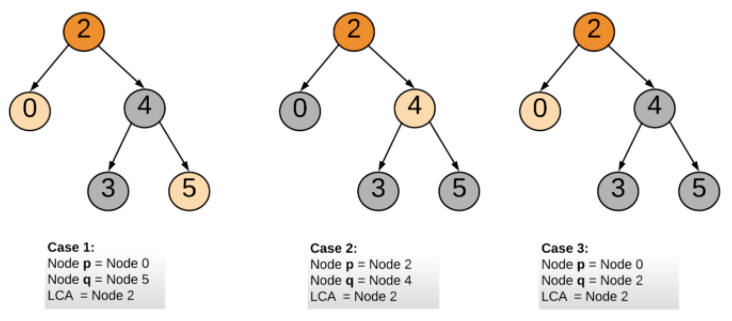 2
0
4
3
5
Case 1:
Node p = Node 0
Node q = Node 5
LCA = Node 2
2
0
4
3
5
Case 2:
Node p = Node 2
Node q = Node 4
LCA = Node 2
2
0
4
3
5
Case 3:
Node p = Node 0
Node q = Node 2
LCA = Node 2